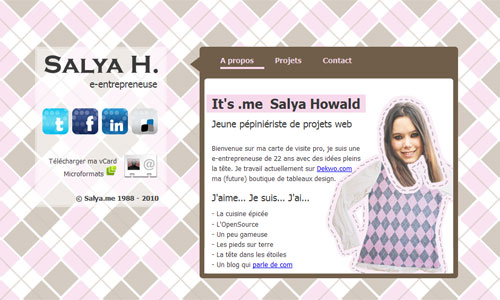 SALYA H.
e-entrepreneuse
t f in
Télécharger ma vCard
Microformats
© Salya.me 1988 - 2010
A propos Projets Contact
It's .me Salya Howald
Jeune pépiniériste de projets web
Bienvenue sur ma carte de visite pro, je suis une
e-entrepreneuse de 22 ans avec des idées pleins
la tête. Je travail actuellement sur Dekwo.com
ma (future) boutique de tableaux design.
J'aime... Je suis... J'ai...
- La cuisine épicée
- L'OpenSource
- Un peu gameuse
- Les pieds sur terre
- La tête dans les étoiles
- Un blog qui parle de com